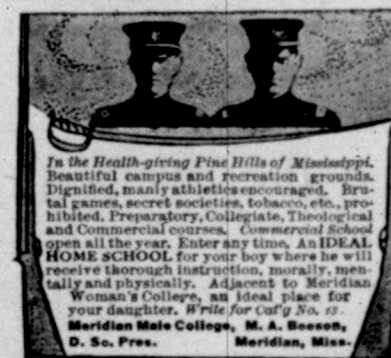 In the Health-giving Pine Hills of Mississippi.
Beautiful campus and recreation grounds.
Dignified, manly athletics encouraged. Bru-
tal games, secret societies, tobacco, etc., pro-
hibited. Preparatory, Collegiate, Theological
and Commercial courses. Commercial School
open all the year. Enter any time. An IDEAL
HOME SCHOOL for your boy where he will
receive thorough instruction, morally, men-
tally and physically. Adjacent to Meridian
Woman's College, an ideal place for
your daughter. Write for Cat'g No. 13.
Meridian Male College, M. A. Beeson,
D. Sc. Pres. Meridian, Miss.